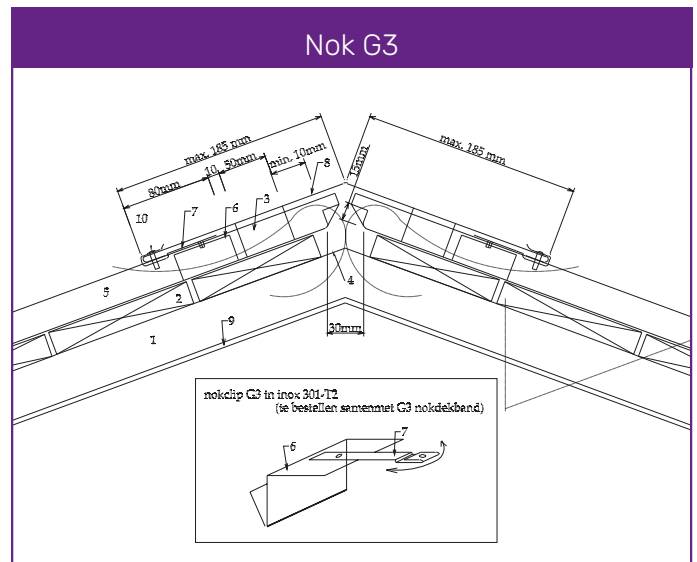 Nok G3
max. 185 mm
max. 185 mm
80mm
10
50mm
min. 10mm
15mm
8
10
7
6
3
5
2
4
1
9
30mm
nokclip G3 in inox 301-T2
(te bestellen samenmet G3 nokdekband)
6
7